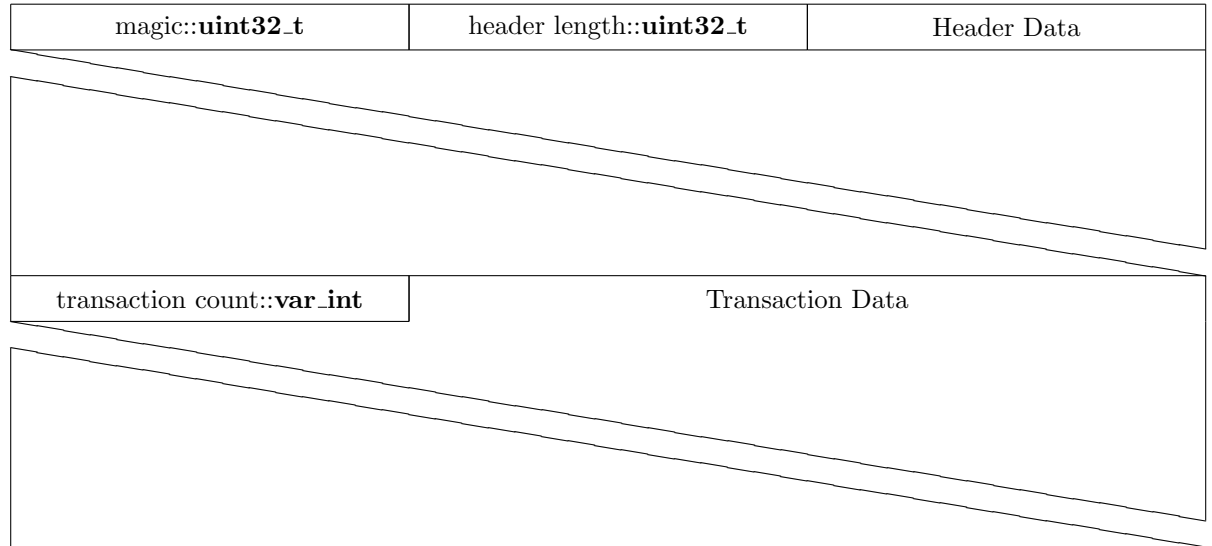 magic::uint32_t header length::uint32_t Header Data
transaction count::var_int Transaction Data